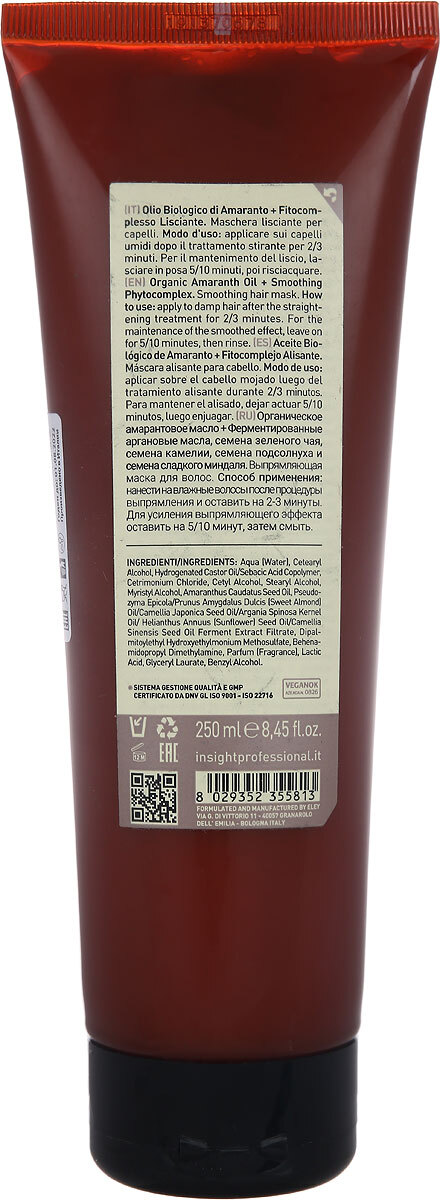 (IT) Olio Biologico di Amaranto + Fitocom-
plesso Lisciante. Maschera lisciante per
capelli. Modo d'uso: applicare sui capelli
umidi dopo il trattamento stirante per 2/3
minuti. Per il mantenimento del liscio, la-
sciare in posa 5/10 minuti, poi risciacquare.
(EN) Organic Amaranth Oil + Smoothing
Phytocomplex. Smoothing hair mask. How
to use: apply to damp hair after the straight-
ening treatment for 2/3 minutes. For the
maintenance of the smoothed effect, leave on
for 5/10 minutes, then rinse. (ES) Aceite Bio-
lógico de Amaranto + Fitocomplejo Alisante.
Máscara alisante para cabello. Modo de uso:
aplicar sobre el cabello mojado luego del
tratamiento alisante durante 2/3 minutos.
Para mantener el alisado, dejar actuar 5/10
minutos, luego enjuagar. (RU) Органическое
амарантовое масло + Ферментированные
аргановые масла, семена зеленого чая,
семена камелии, семена подсолнуха и
семена сладкого миндаля. Выпрямляющая
маска для волос. Способ применения:
нанести на влажные волосы после процедуры
выпрямления и оставить на 2-3 минуты.
Для усиления выпрямляющего эффекта
оставить на 5/10 минут, затем смыть.
INGREDIENTI/INGREDIENTS: Aqua (Water), Cetearyl
Alcohol, Hydrogenated Castor Oil/Sebacic Acid Copolymer,
Cetrimonium Chloride, Cetyl Alcohol, Stearyl Alcohol,
Myristyl Alcohol, Amaranthus Caudatus Seed Oil, Pseudo-
zyma Epicola/Prunus Amygdalus Dulcis (Sweet Almond)
Oil/Camellia Japonica Seed Oil/Argania Spinosa Kernel
Oil/ Helianthus Annuus (Sunflower) Seed Oil/Camellia
Sinensis Seed Oil Ferment Extract Filtrate, Dipal-
mitoylethyl Hydroxyethylmonium Methosulfate, Behena-
midopropyl Dimethylamine, Parfum (Fragrance), Lactic
Acid, Glyceryl Laurate, Benzyl Alcohol.
SISTEMA GESTIONE QUALITÀ E GMP
CERTIFICATO DA DNV GL ISO 9001 - ISO 22716
VEGANOK
0826
250 ml ℮ 8,45 fl.oz.
12 M
EAC
insightprofessional.it
8 029352 355813
FORMULATED AND MANUFACTURED BY ELEY
VIA G. DI VITTORIO 11 - 40057 GRANAROLO
DELL' EMILIA - BOLOGNA ITALY